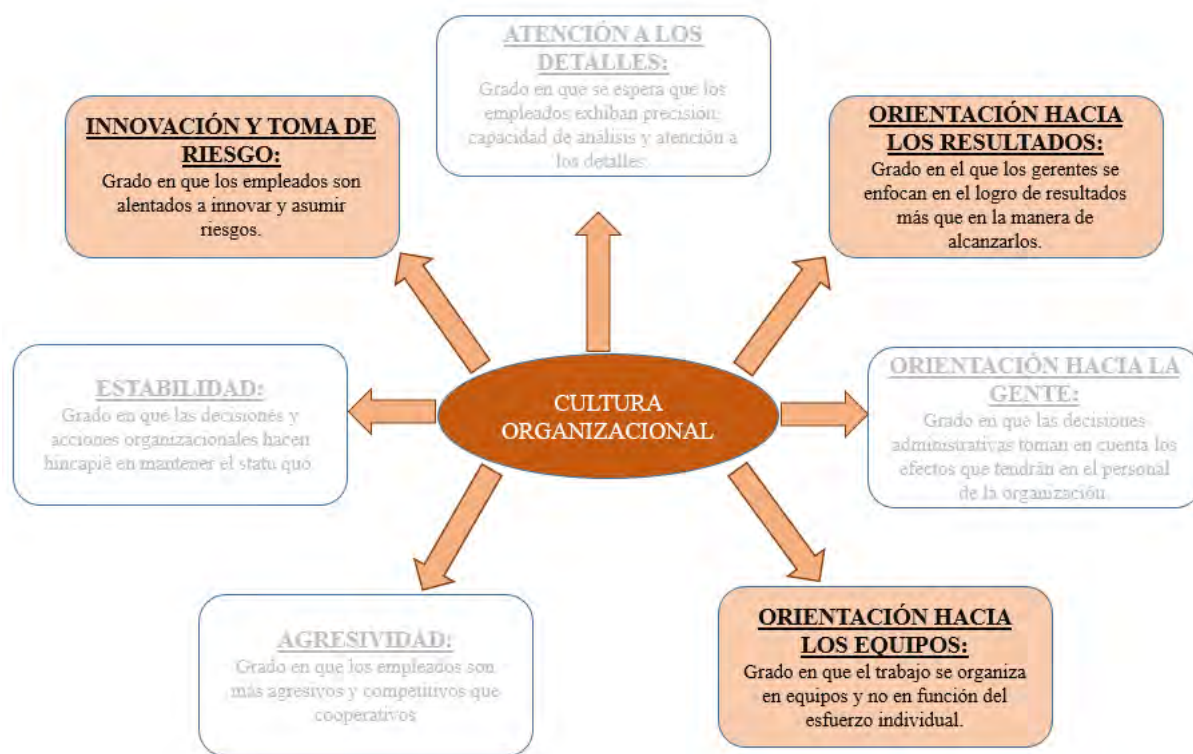 ATENCIÓN A LOS
DETALLES:
Grado en que se espera que los
empleados exhiban precisión,
capacidad de análisis y atención a
los detalles.
INNOVACIÓN Y TOMA DE
RIESGO:
Grado en que los empleados son
alentados a innovar y asumir
riesgos.
ORIENTACIÓN HACIA
LOS RESULTADOS:
Grado en el que los gerentes se
enfocan en el logro de resultados
más que en la manera de
alcanzarlos.
ESTABILIDAD:
Grado en que las decisiones y
acciones organizacionales hacen
hincapié en mantener el statu quo
CULTURA
ORGANIZACIONAL
ORIENTACIÓN HACIA LA
GENTE:
Grado en que las decisiones
administrativas toman en cuenta los
efectos que tendrán en el personal
de la organización.
AGRESIVIDAD:
Grado en que los empleados son
más agresivos y competitivos que
cooperativos
ORIENTACIÓN HACIA
LOS EQUIPOS:
Grado en que el trabajo se organiza
en equipos y no en función del
esfuerzo individual.